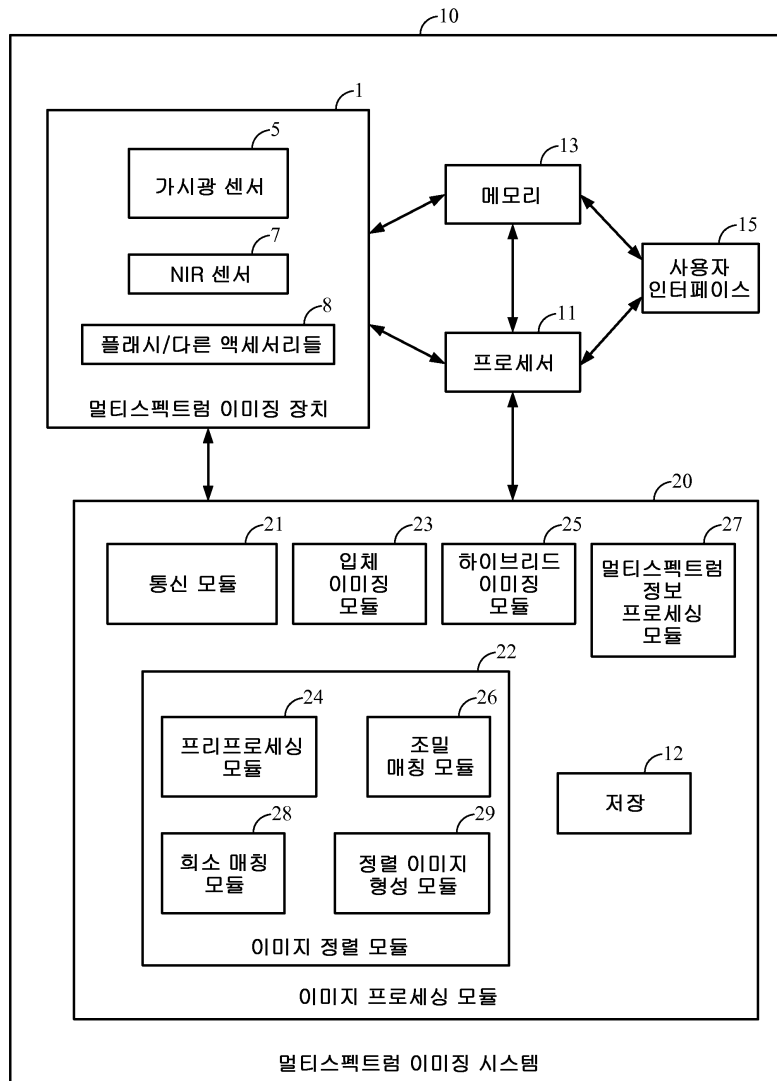 10
1
5
가시광 센서
7
NIR 센서
8
플래시/다른 액세서리들
멀티스펙트럼 이미징 장치
13
메모리
11
프로세서
15
사용자
인터페이스
20
21
통신 모듈
23
입체
이미징
모듈
25
하이브리드
이미징
모듈
27
멀티스펙트럼
정보
프로세싱
모듈
22
24
프리프로세싱
모듈
26
조밀
매칭 모듈
28
희소 매칭
모듈
29
정렬 이미지
형성 모듈
이미지 정렬 모듈
12
저장
이미지 프로세싱 모듈
멀티스펙트럼 이미징 시스템